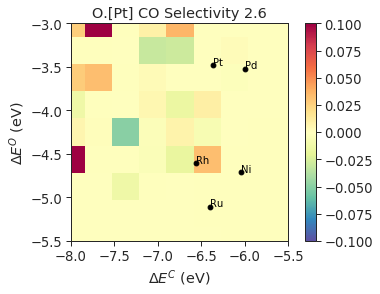 O.[Pt] CO Selectivity 2.6
−3.0
−3.5
−4.0
−4.5
−5.0
−5.5
ΔE^O (eV)
Pt
Pd
Rh
Ni
Ru
−8.0 −7.5 −7.0 −6.5 −6.0 −5.5
ΔE^C (eV)
0.100
0.075
0.050
0.025
0.000
−0.025
−0.050
−0.075
−0.100